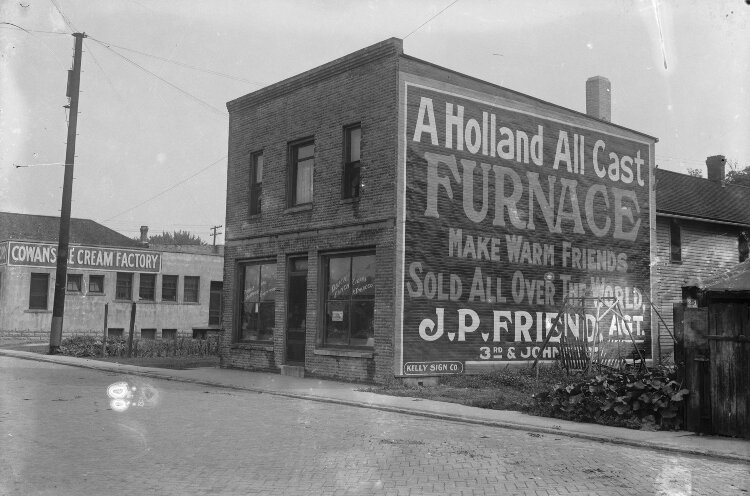 COWAN'S ICE CREAM FACTORY
A Holland All Cast
FURNACE
MAKE WARM FRIENDS
SOLD ALL OVER THE WORLD
J.P. FRIEND, AGT.
3RD & JOHN
KELLY SIGN CO.